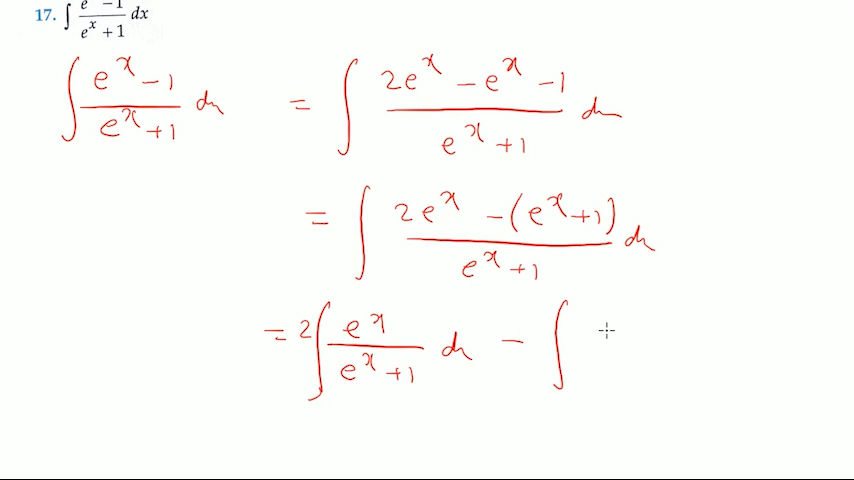 17. ∫ (e^x − 1)/(e^x + 1) dx
∫ (e^x − 1)/(e^x + 1) dx = ∫ (2e^x − e^x − 1)/(e^x + 1) dx
= ∫ (2e^x − (e^x + 1))/(e^x + 1) dx
= 2∫ e^x/(e^x + 1) dx − ∫